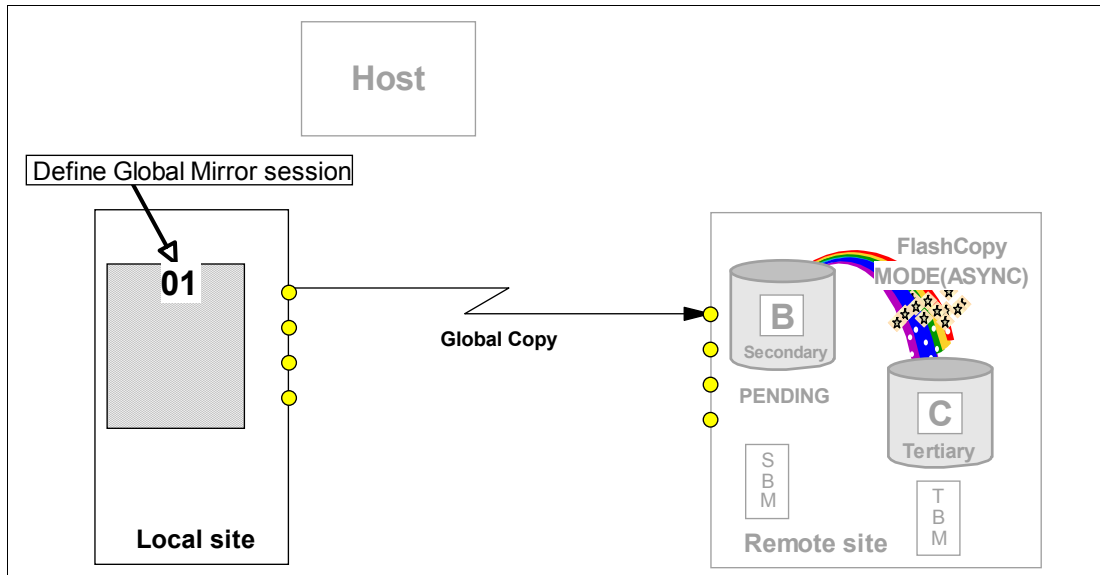 Host
Define Global Mirror session
01
Global Copy
Local site
FlashCopy
MODE(ASYNC)
B
Secondary
PENDING
C
Tertiary
S
B
M
T
B
M
Remote site